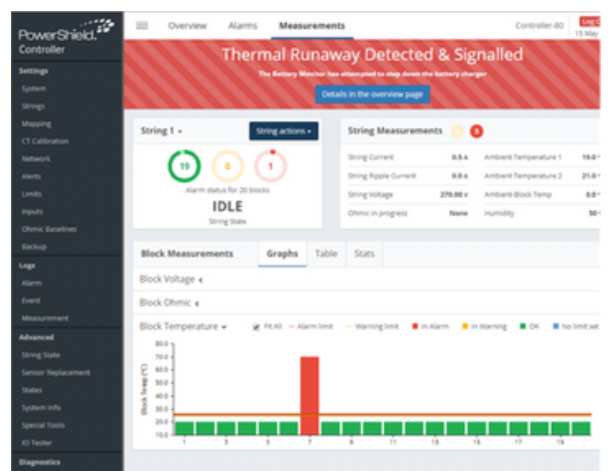 PowerShield.
Controller
Settings
System
Strings
Mapping
CT Calibration
Network
Alerts
Limits
Inputs
Ohmic Baselines
Backup
Logs
Alarm
Event
Measurement
Advanced
String State
Sensor Replacement
States
System Info
Special Tools
IO Tester
Diagnostics
Overview Alarms Measurements Controller-80
15 May
Thermal Runaway Detected & Signalled
The Battery Monitor has attempted to step down the battery charger
Details in the overview page
String 1 String actions
19 0 1
Alarm status for 20 blocks
IDLE
String State
String Measurements
String Current 0.5 A Ambient Temperature 1 19.0
String Ripple Current 0.0 A Ambient Temperature 2 21.0
String Voltage 270.00 V Ambient-Block Temp 6.0
Ohmic in progress None Humidity 50
Block Measurements Graphs Table Stats
Block Voltage
Block Ohmic
Block Temperature Fit All Alarm limit Warning limit In Alarm In Warning OK No limit set
Block Temp (°C)
80.0
70.0
60.0
50.0
40.0
30.0
20.0
10.0
1 3 5 7 9 11 13 15 17 19